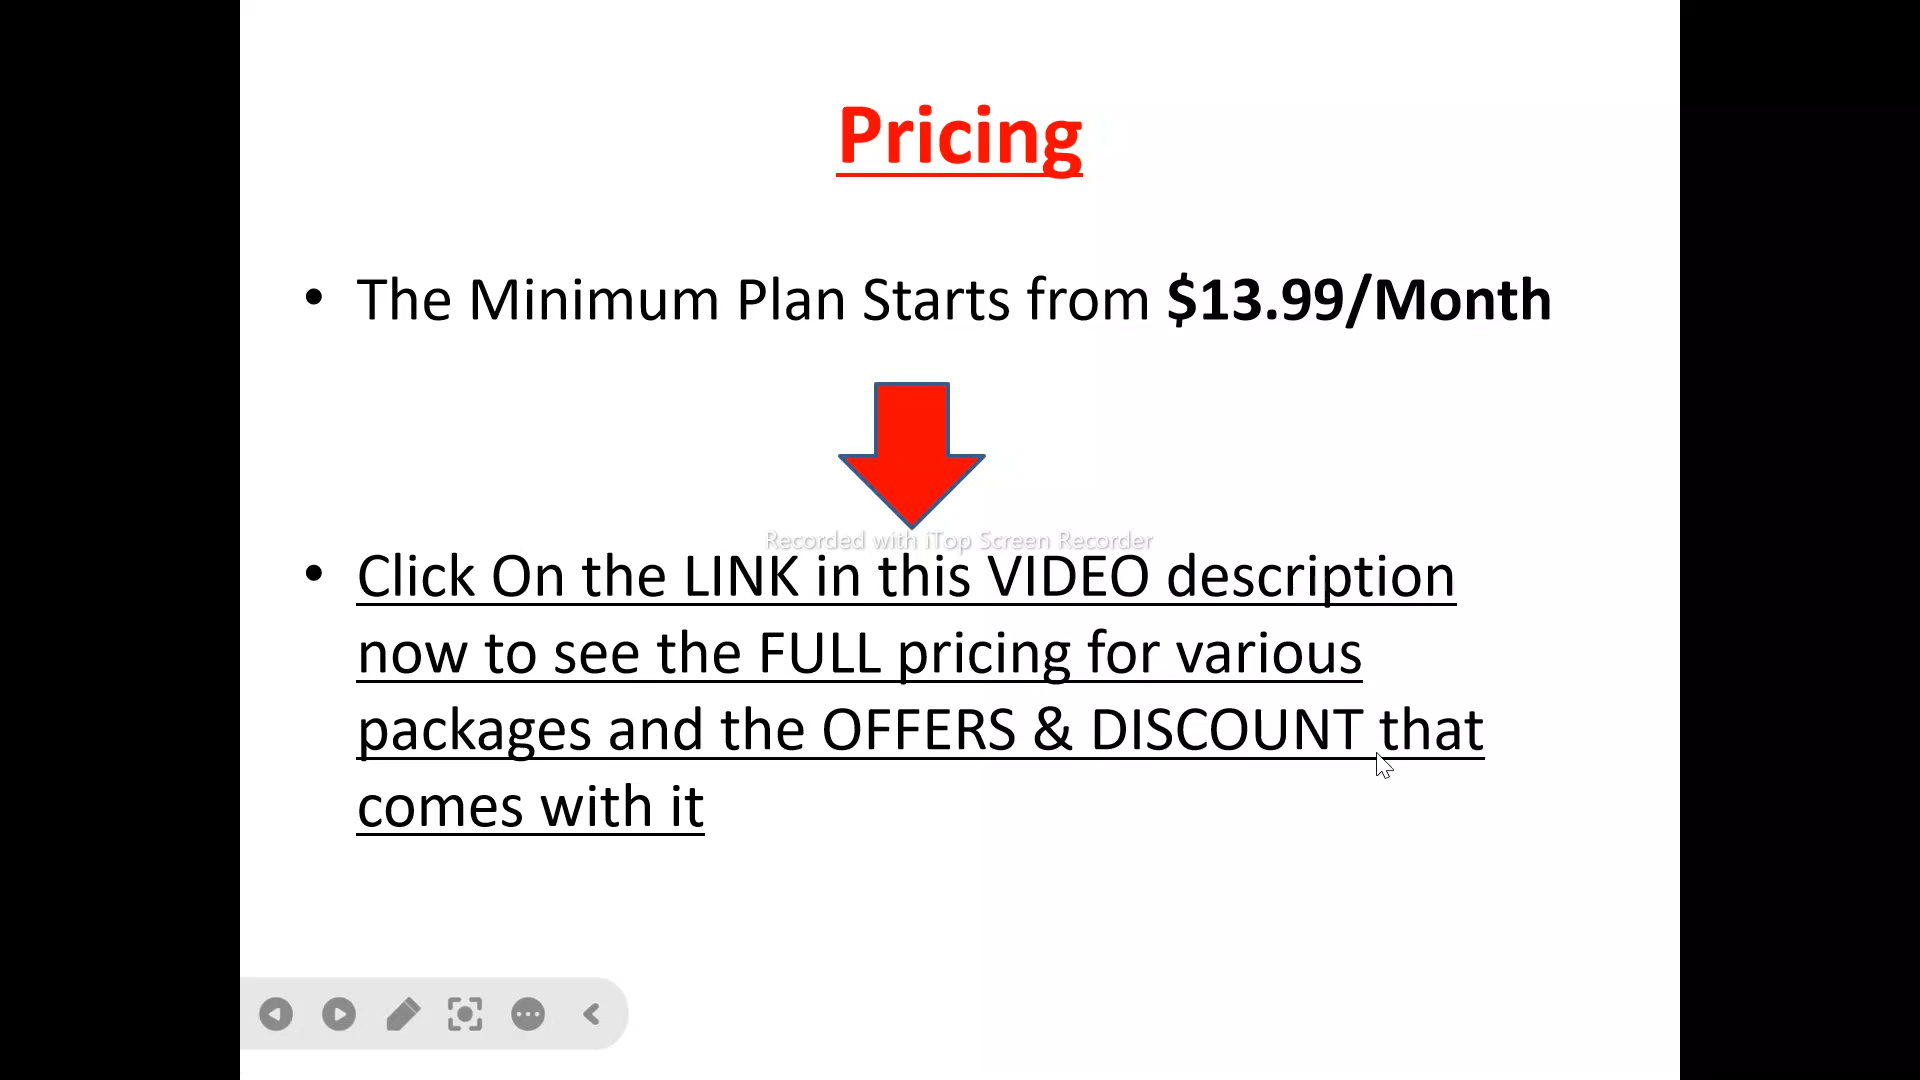 Pricing
• The Minimum Plan Starts from $13.99/Month
Recorded with iTop Screen Recorder
• Click On the LINK in this VIDEO description
now to see the FULL pricing for various
packages and the OFFERS & DISCOUNT that
comes with it